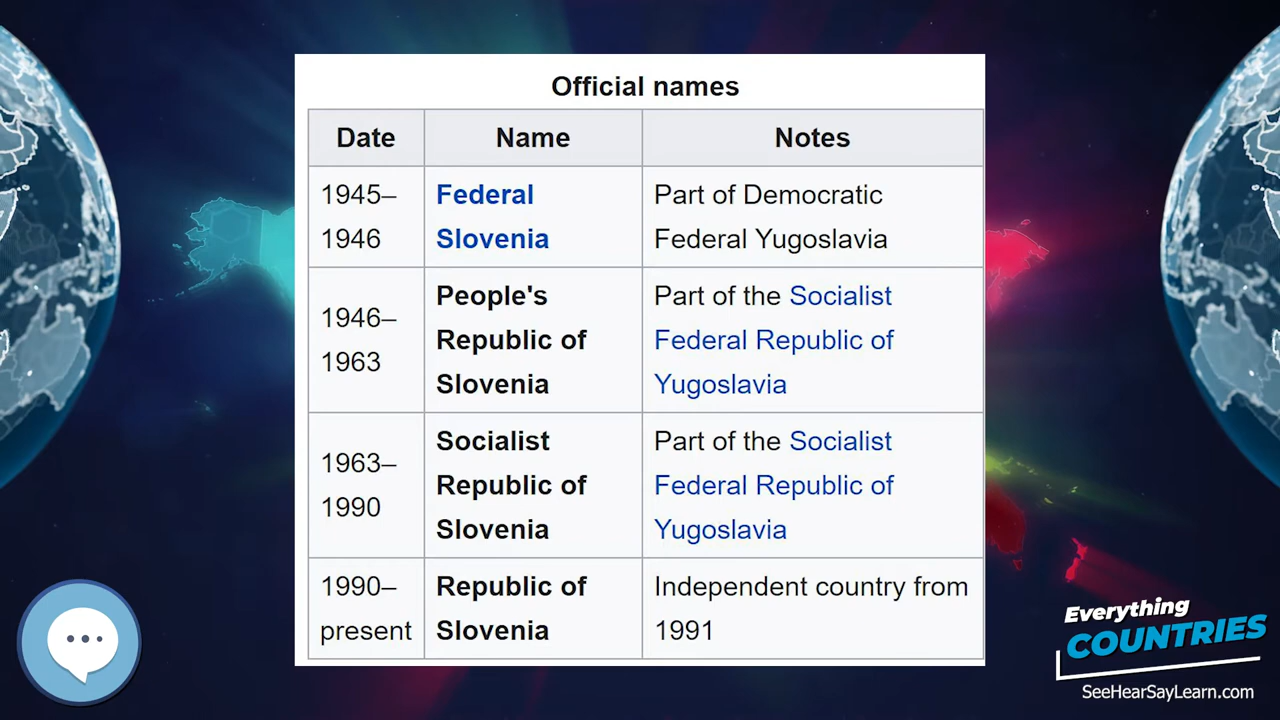 Official names
Date Name Notes
1945–
1946
Federal
Slovenia
Part of Democratic
Federal Yugoslavia
1946–
1963
People's
Republic of
Slovenia
Part of the Socialist
Federal Republic of
Yugoslavia
1963–
1990
Socialist
Republic of
Slovenia
Part of the Socialist
Federal Republic of
Yugoslavia
1990–
present
Republic of
Slovenia
Independent country from
1991
Everything
COUNTRIES
SeeHearSayLearn.com